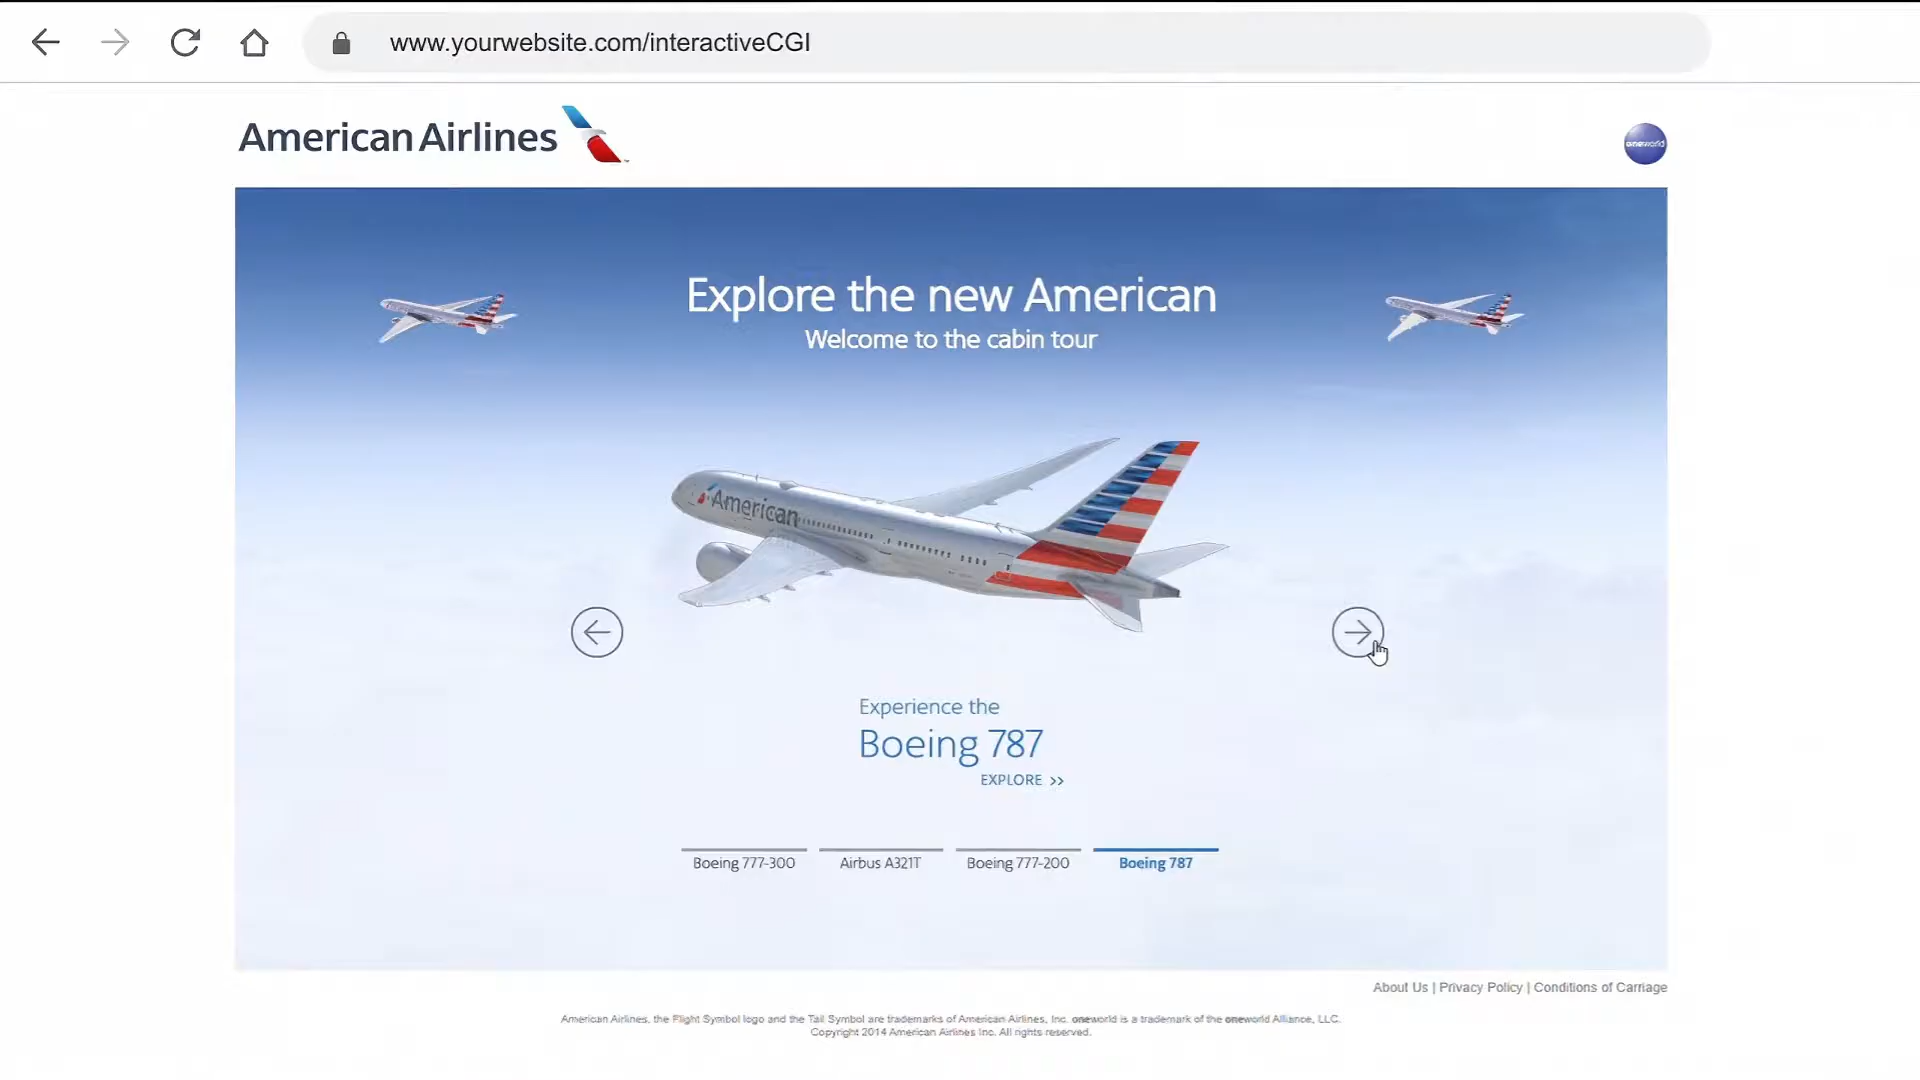 www.yourwebsite.com/interactiveCGI
American Airlines
oneworld
Explore the new American
Welcome to the cabin tour
American
Experience the
Boeing 787
EXPLORE >>
Boeing 777-300
Airbus A321T
Boeing 777-200
Boeing 787
About Us | Privacy Policy | Conditions of Carriage
American Airlines, the Flight Symbol logo and the Tail Symbol are trademarks of American Airlines, Inc. oneworld is a trademark of the oneworld Alliance, LLC.
Copyright 2014 American Airlines Inc. All rights reserved.